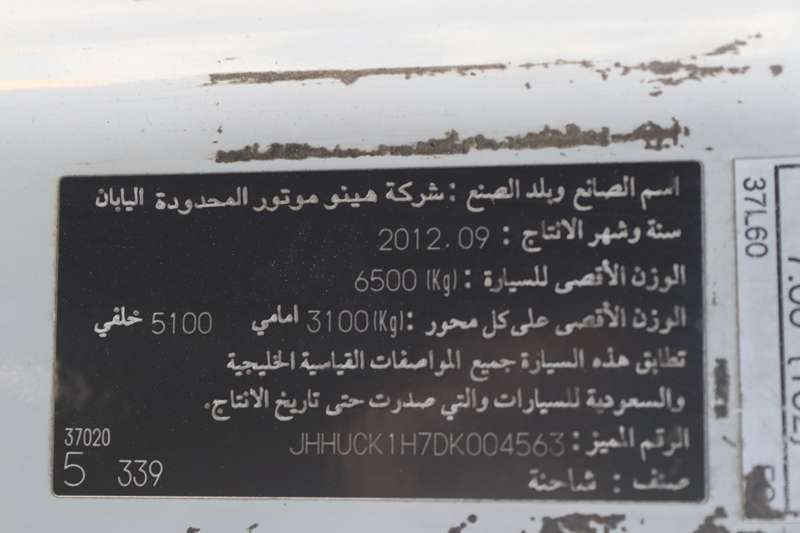 اسم الصانع وبلد الصنع : شركة هينو موتور المحدودة اليابان
سنة وشهر الانتاج : 2012.09
الوزن الأقصى للسيارة : 6500 (Kg)
الوزن الأقصى على كل محور : 3100(Kg) امامي 5100 خلفي
تطابق هذه السيارة جميع المواصفات القياسية الخليجية
والسعودية للسيارات والتي صدرت حتى تاريخ الانتاج.
الرقم المميز : JHHUCK1H7DK004563
صنف : شاحنة
37020
5 339
37L60